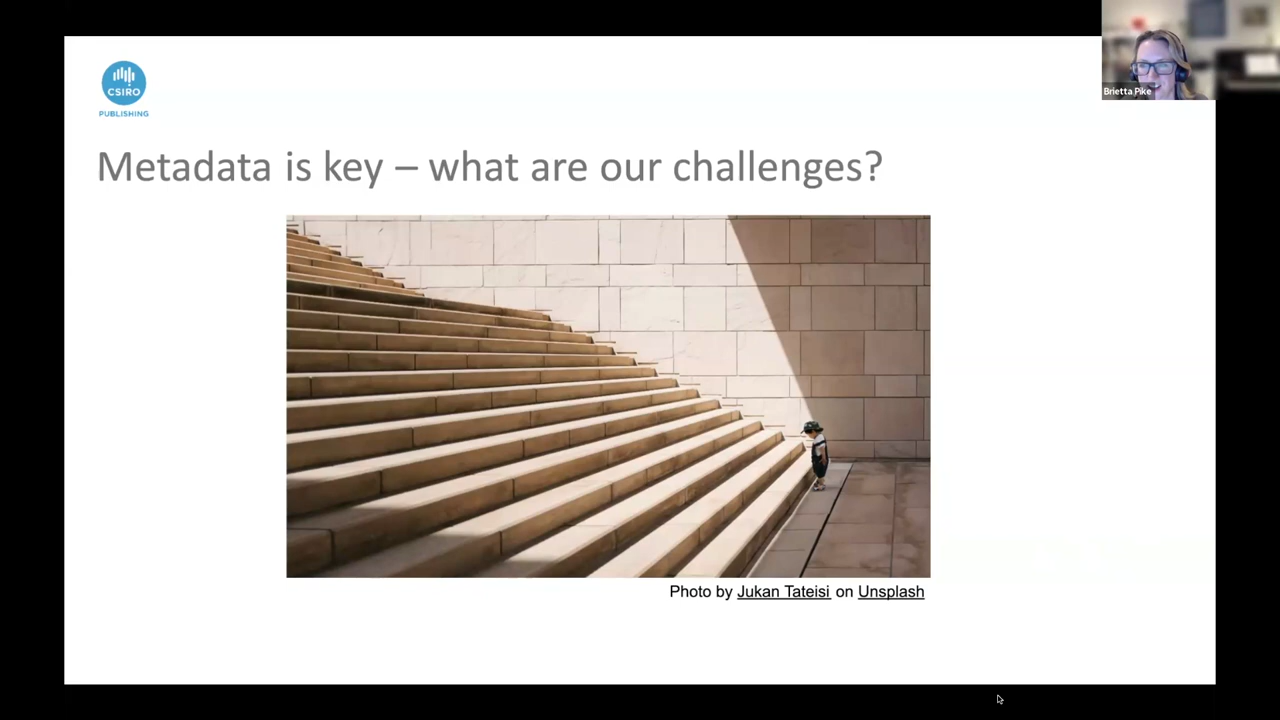 CSIRO
PUBLISHING
Brietta Pike
Metadata is key – what are our challenges?
Photo by Jukan Tateisi on Unsplash